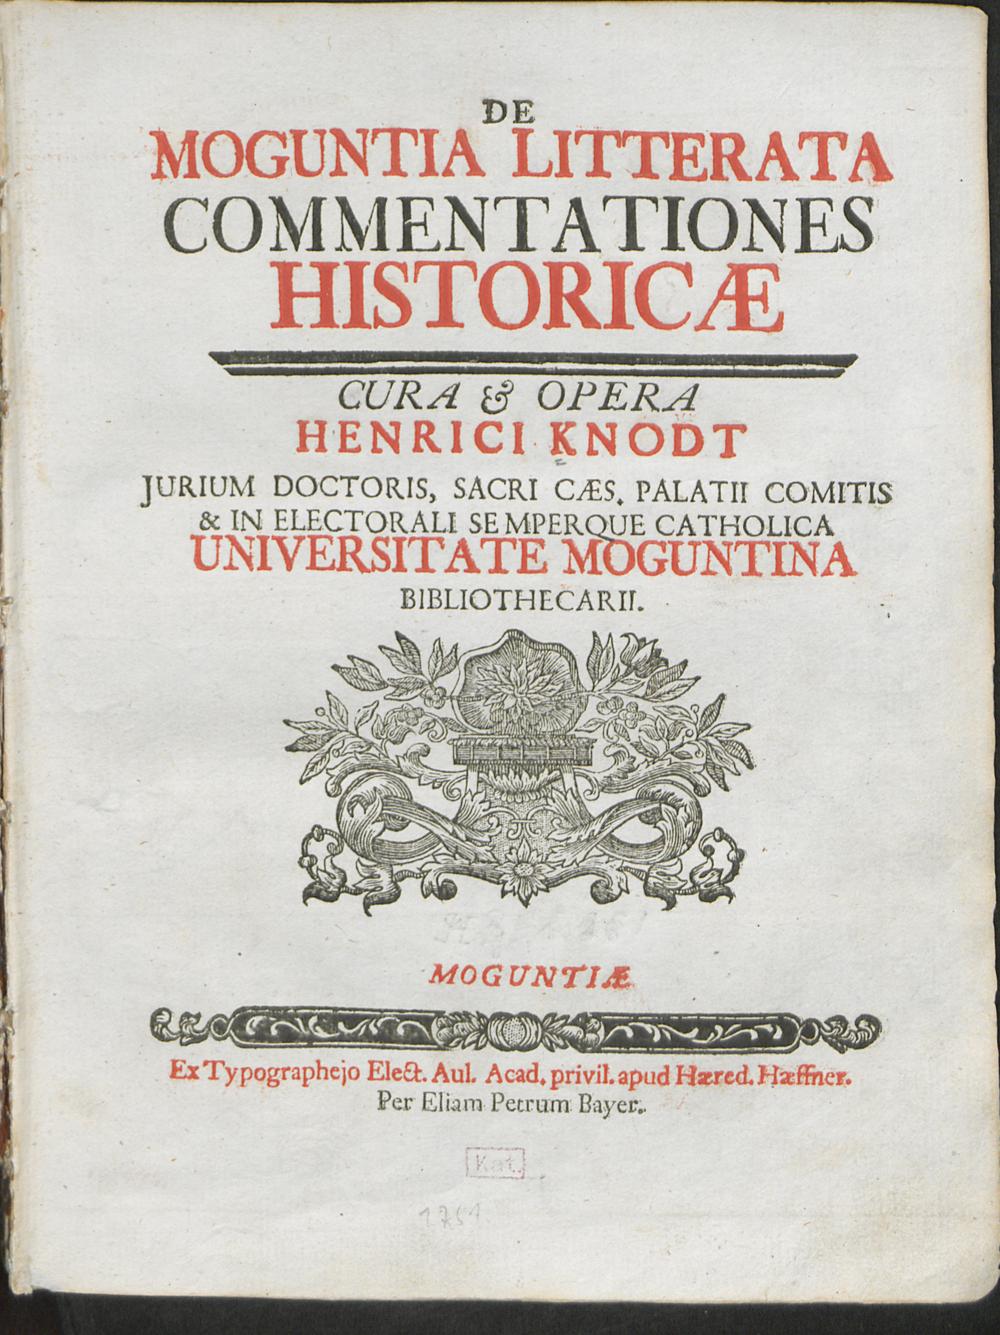 DE
MOGUNTIA LITTERATA
COMMENTATIONES
HISTORICÆ
CURA & OPERA
HENRICI KNODT
JURIUM DOCTORIS, SACRI CÆS. PALATII COMITIS
& IN ELECTORALI SEMPERQUE CATHOLICA
UNIVERSITATE MOGUNTINA
BIBLIOTHECARII.
MOGUNTIÆ
Ex Typographejo Elect. Aul. Acad. privil. apud Hæred. Hæffner.
Per Eliam Petrum Bayer.
Kat.
1751